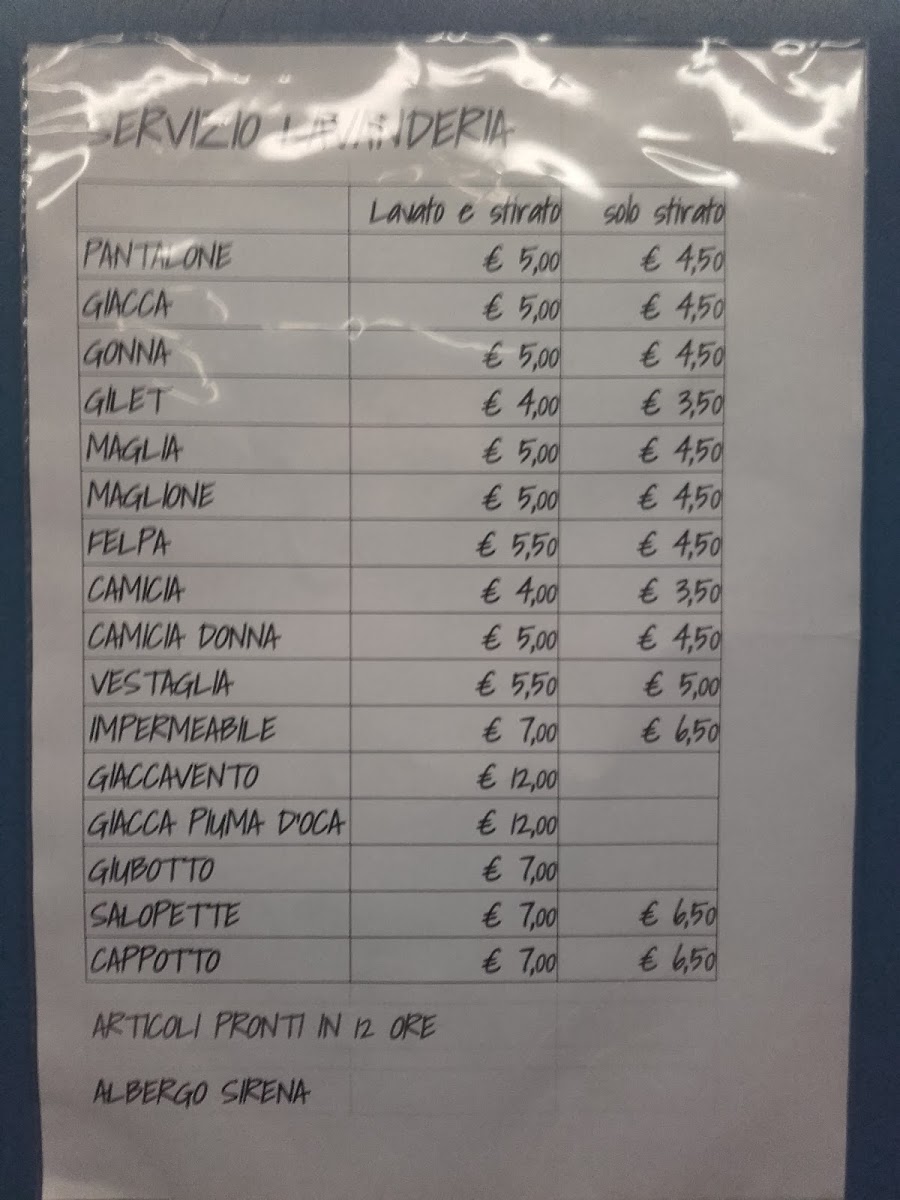 SERVIZIO LAVANDERIA
Lavato e stirato solo stirato
PANTALONE € 5,00 € 4,50
GIACCA € 5,00 € 4,50
GONNA € 5,00 € 4,50
GILET € 4,00 € 3,50
MAGLIA € 5,00 € 4,50
MAGLIONE € 5,00 € 4,50
FELPA € 5,50 € 4,50
CAMICIA € 4,00 € 3,50
CAMICIA DONNA € 5,00 € 4,50
VESTAGLIA € 5,50 € 5,00
IMPERMEABILE € 7,00 € 6,50
GIACCAVENTO € 12,00
GIACCA PIUMA D'OCA € 12,00
GIUBOTTO € 7,00
SALOPETTE € 7,00 € 6,50
CAPPOTTO € 7,00 € 6,50
ARTICOLI PRONTI IN 12 ORE
ALBERGO SIRENA